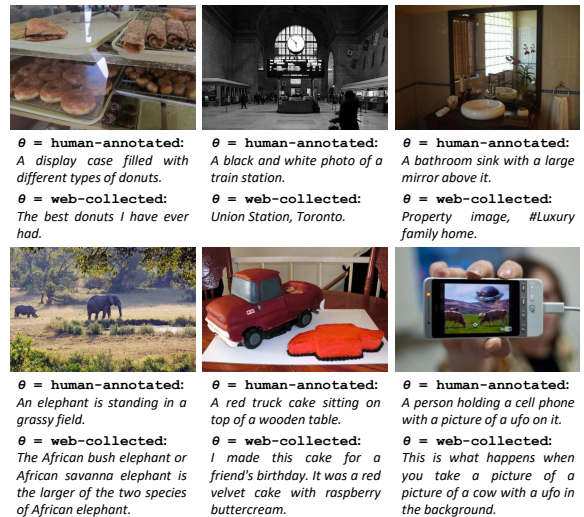 θ = human-annotated:
A display case filled with
different types of donuts.
θ = web-collected:
The best donuts I have ever
had.
θ = human-annotated:
A black and white photo of a
train station.
θ = web-collected:
Union Station, Toronto.
θ = human-annotated:
A bathroom sink with a large
mirror above it.
θ = web-collected:
Property image, #Luxury
family home.
θ = human-annotated:
An elephant is standing in a
grassy field.
θ = web-collected:
The African bush elephant or
African savanna elephant is
the larger of the two species
of African elephant.
θ = human-annotated:
A red truck cake sitting on
top of a wooden table.
θ = web-collected:
I made this cake for a
friend's birthday. It was a red
velvet cake with raspberry
buttercream.
θ = human-annotated:
A person holding a cell phone
with a picture of a ufo on it.
θ = web-collected:
This is what happens when
you take a picture of a
picture of a cow with a ufo in
the background.